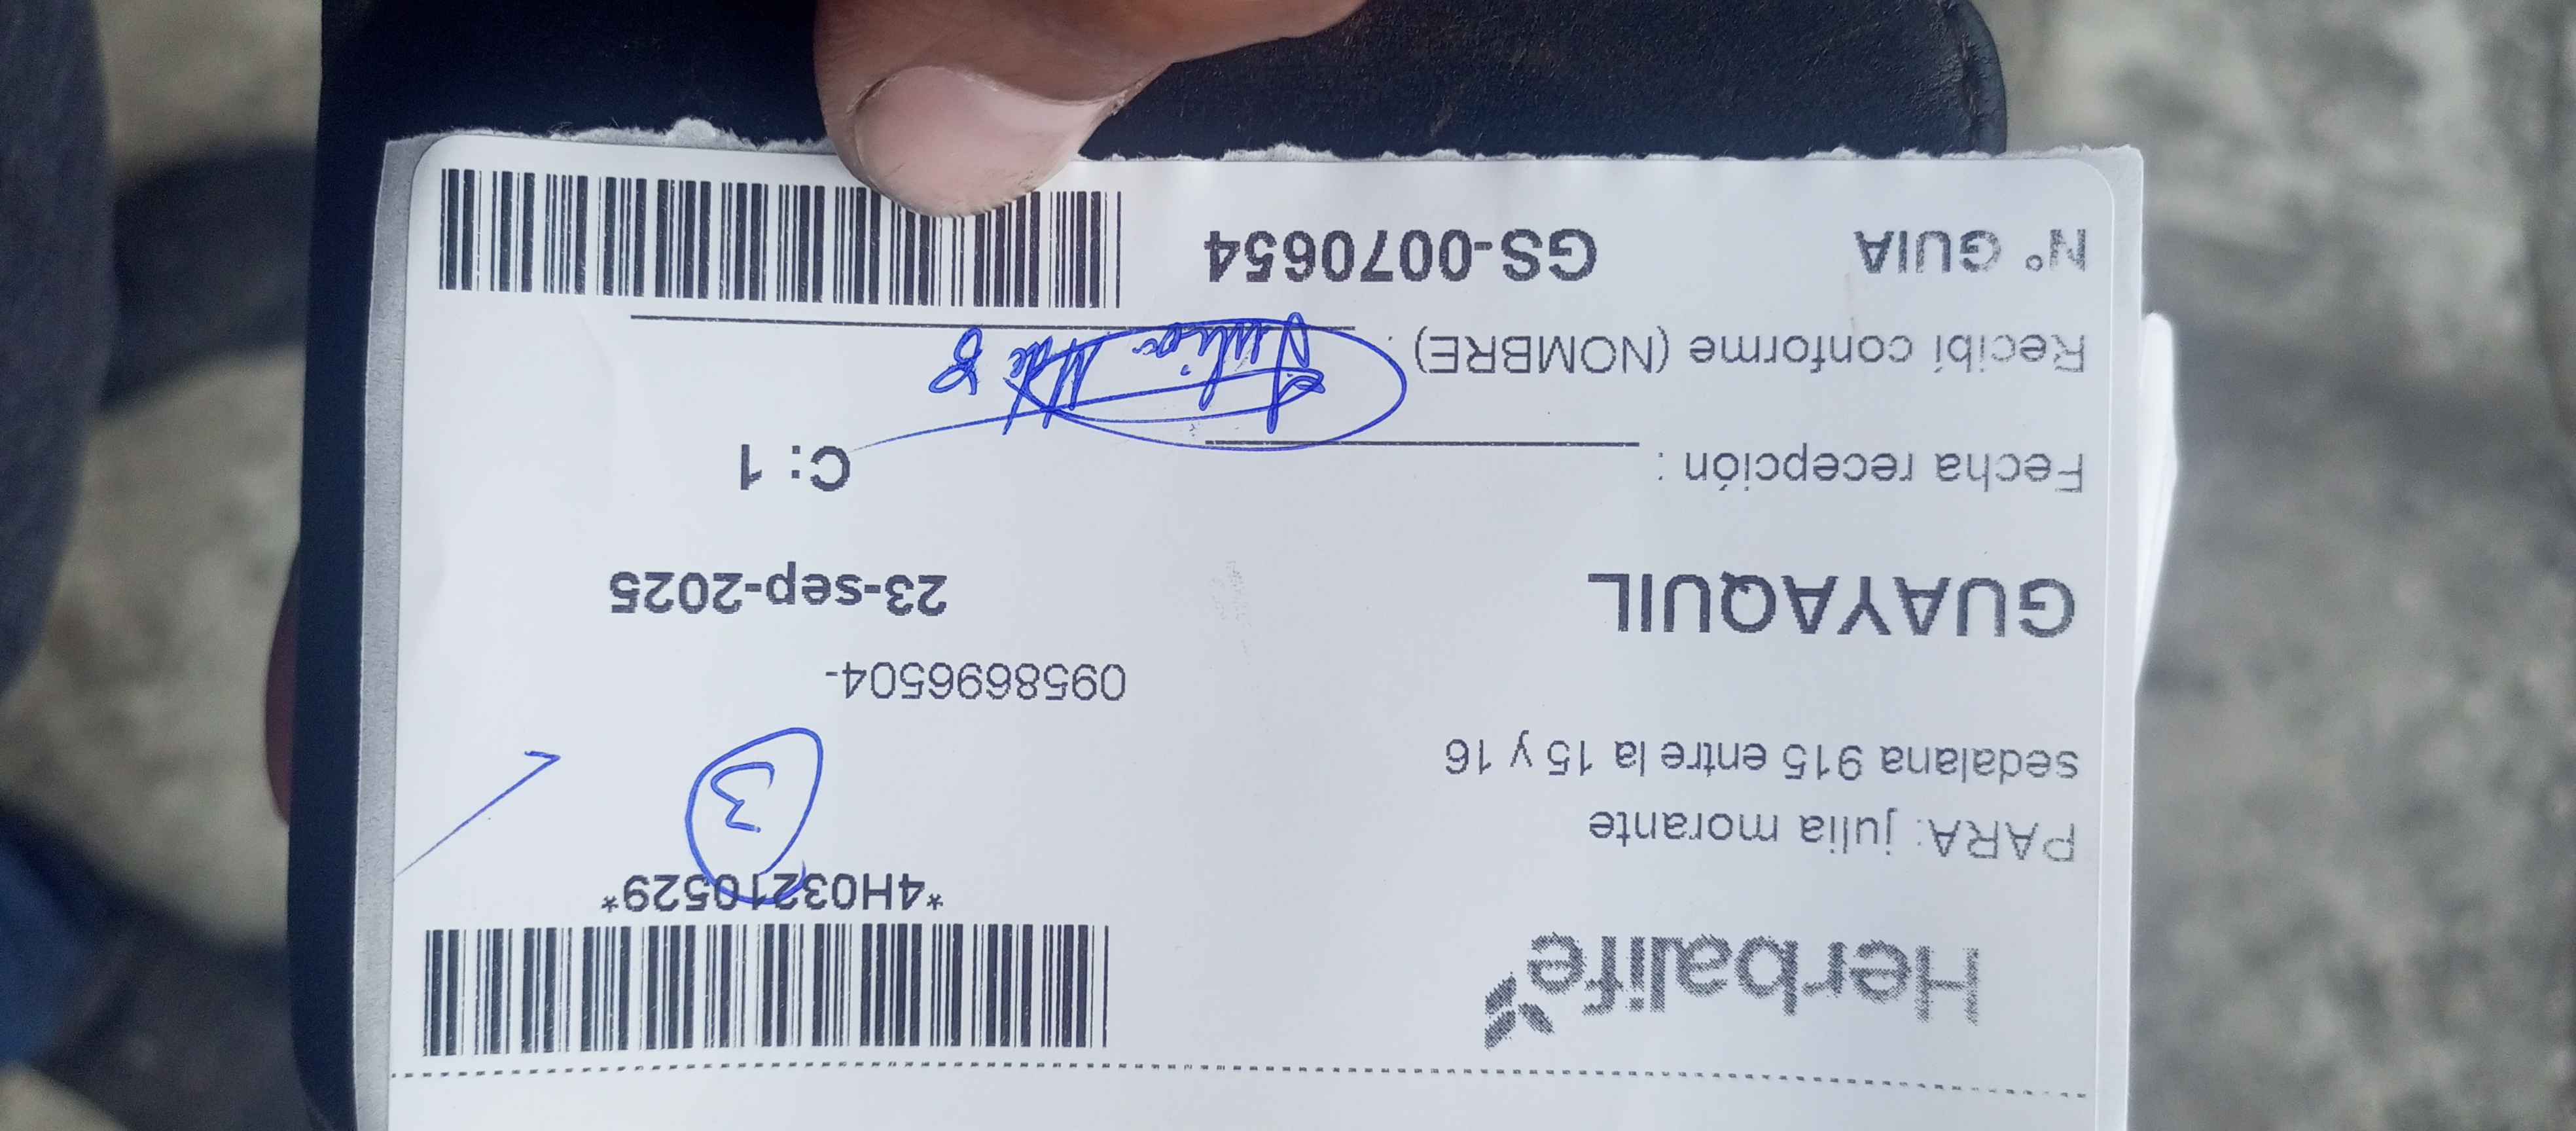 Herbalife
*4H03210529*
PARA: julia morante
3
sedalana 915 entre la 15 y 16
0958696504-
GUAYAQUIL
23-sep-2025
Fecha recepción :
C: 1
Recibí conforme (NOMBRE) :
Nº GUIA
GS-0070654